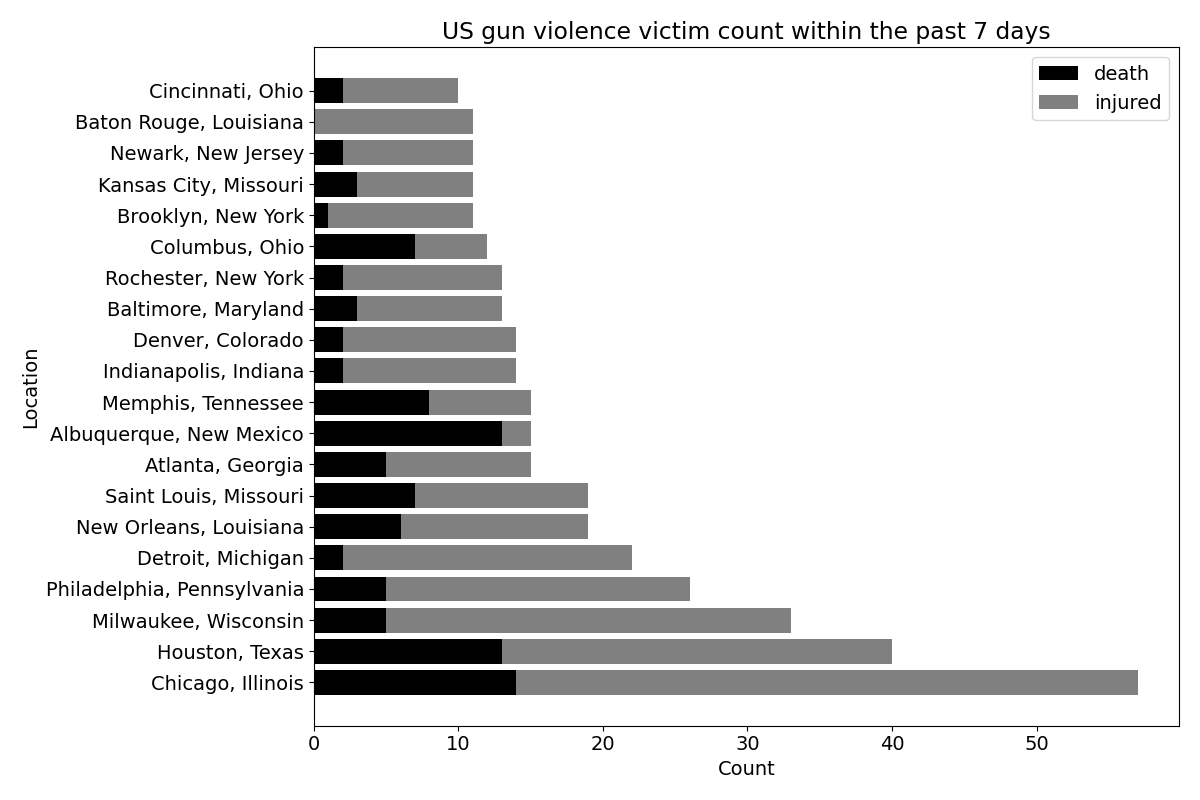 US gun violence victim count within the past 7 days
death
injured
Location
Cincinnati, Ohio
Baton Rouge, Louisiana
Newark, New Jersey
Kansas City, Missouri
Brooklyn, New York
Columbus, Ohio
Rochester, New York
Baltimore, Maryland
Denver, Colorado
Indianapolis, Indiana
Memphis, Tennessee
Albuquerque, New Mexico
Atlanta, Georgia
Saint Louis, Missouri
New Orleans, Louisiana
Detroit, Michigan
Philadelphia, Pennsylvania
Milwaukee, Wisconsin
Houston, Texas
Chicago, Illinois
0 10 20 30 40 50
Count